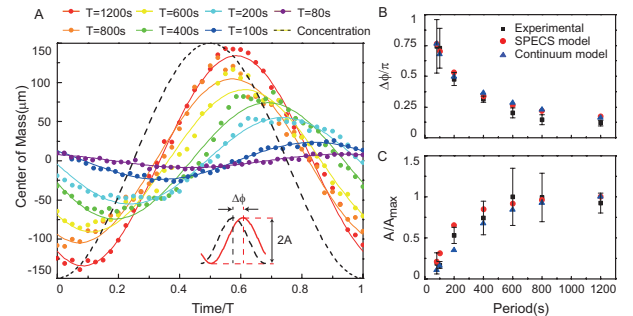 T=1200s T=600s T=200s T=80s
T=800s T=400s T=100s Concentration
A
150
100
50
0
-50
-100
-150
Center of Mass(μm)
Δϕ
2A
0 0.2 0.4 0.6 0.8 1
Time/T
B
Experimental
SPECS model
Continuum model
1
0.75
0.5
0.25
0
Δϕ/π
C
1.5
1
0.5
0
A/Amax
0 200 400 600 800 1000 1200
Period(s)